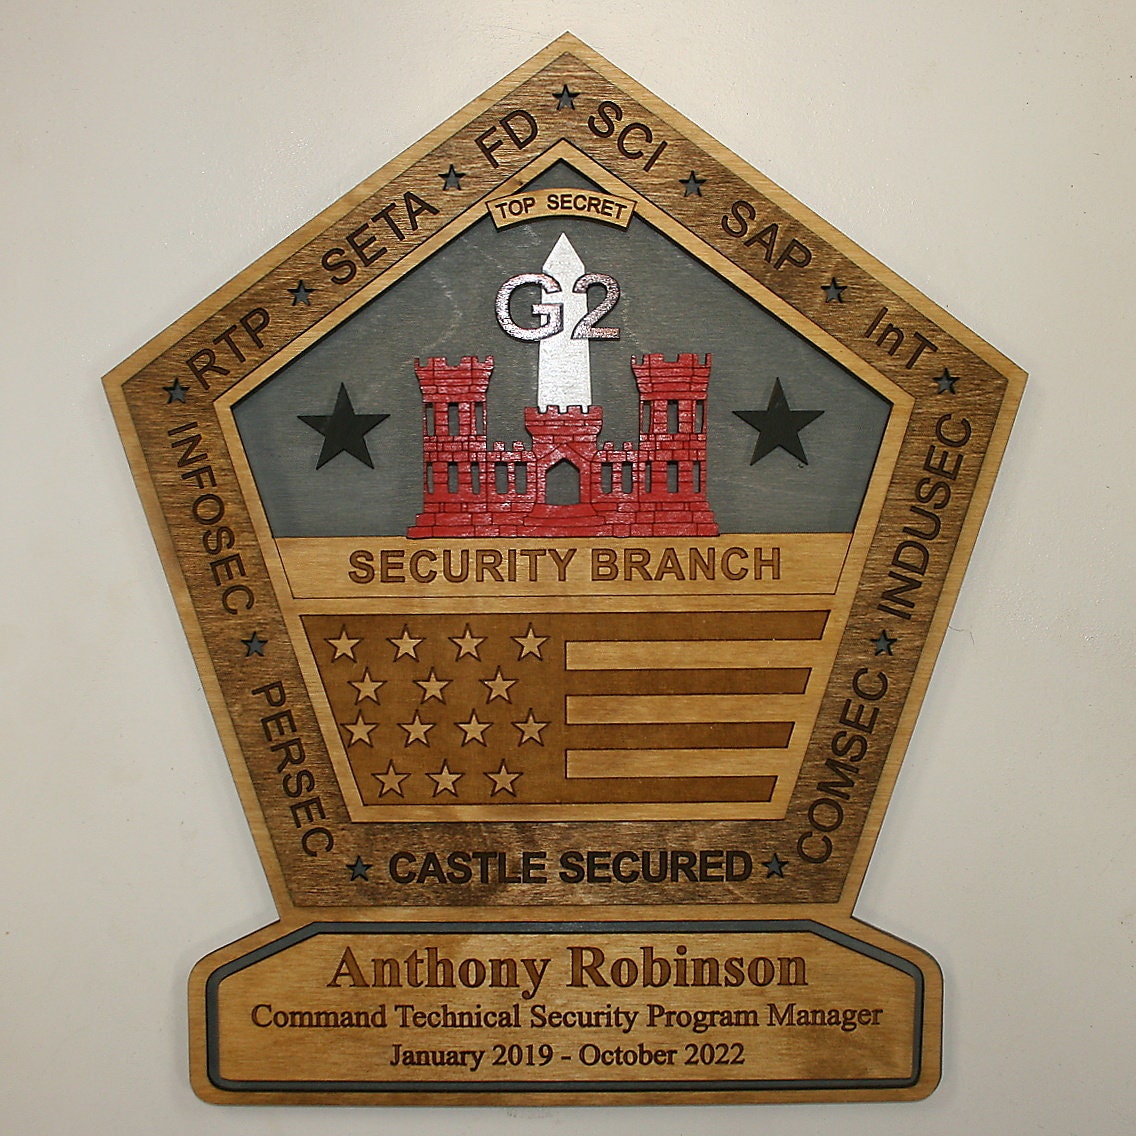 FD
SCI
SETA
SAP
RTP
InT
INFOSEC
INDUSEC
PERSEC
COMSEC
TOP SECRET
G2
SECURITY BRANCH
CASTLE SECURED
Anthony Robinson
Command Technical Security Program Manager
January 2019 - October 2022